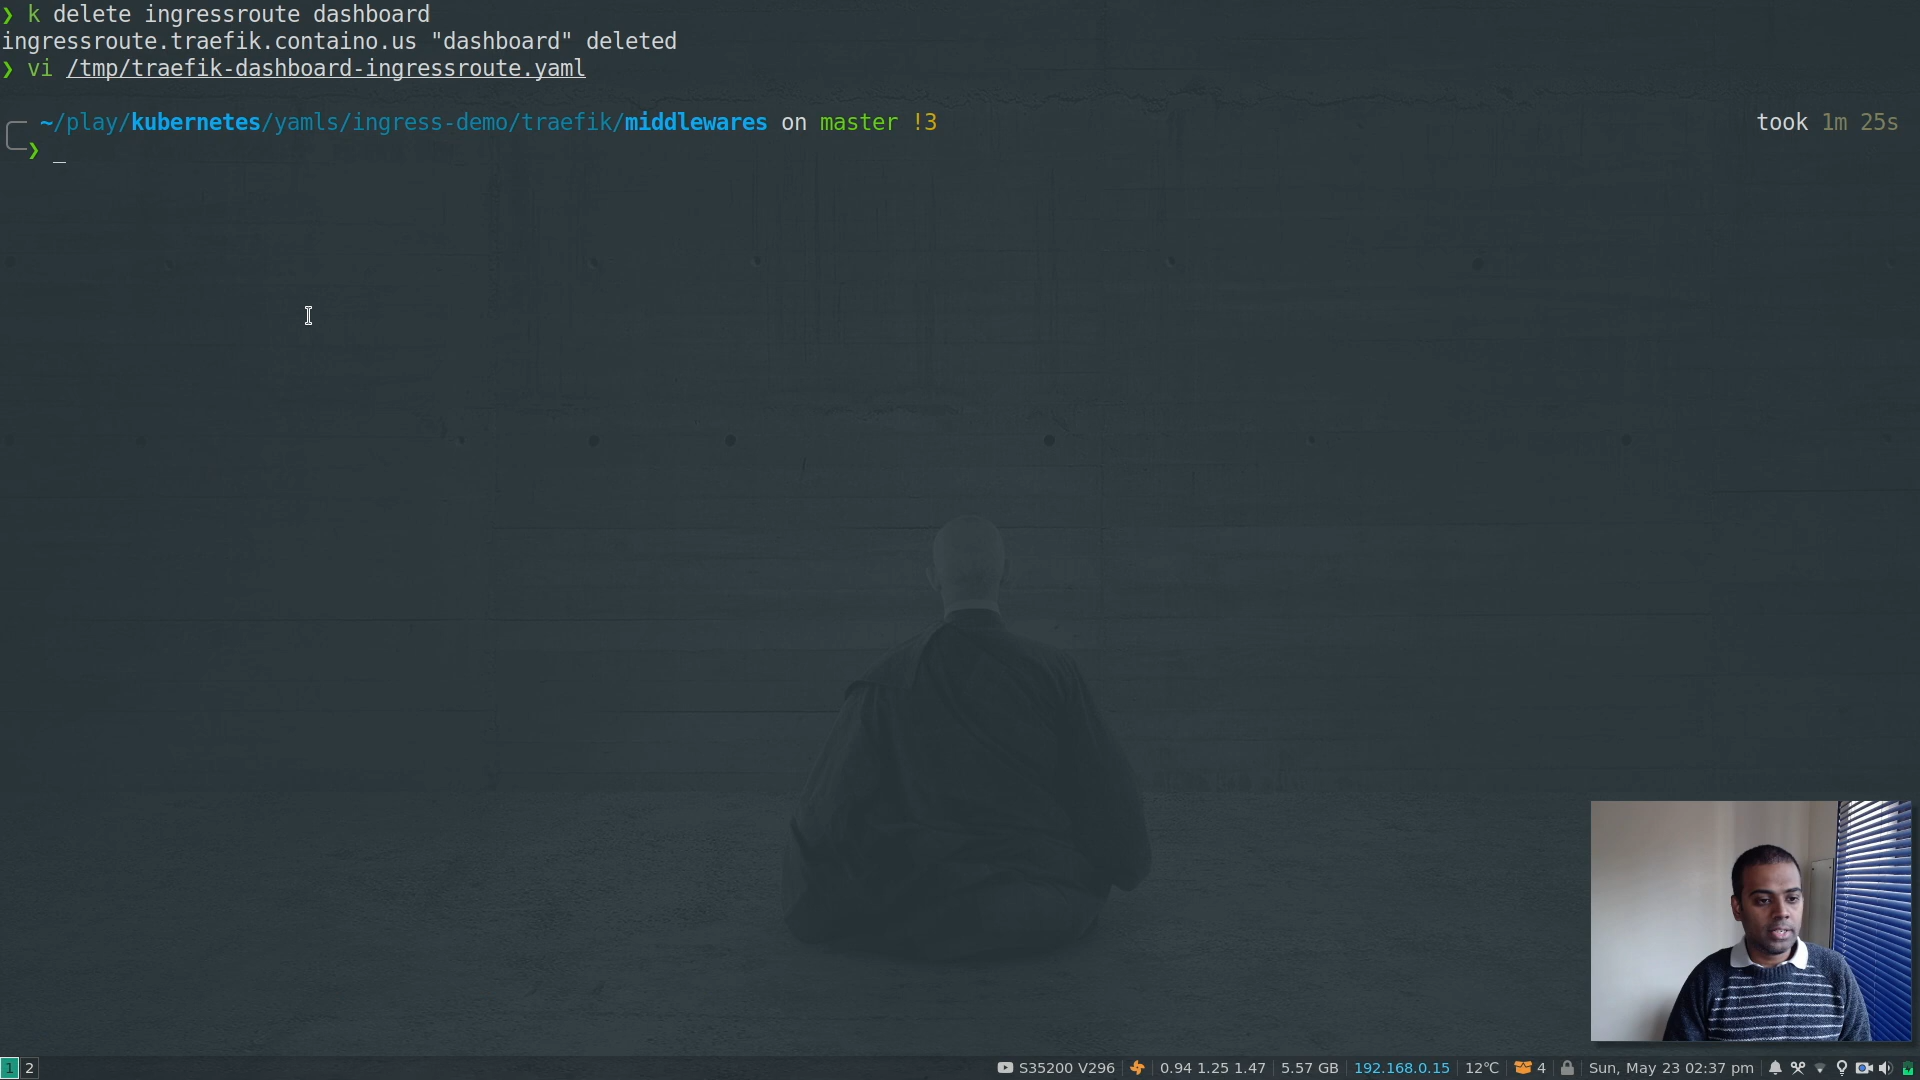 ❯ k delete ingressroute dashboard
ingressroute.traefik.containo.us "dashboard" deleted
❯ vi /tmp/traefik-dashboard-ingressroute.yaml
~/play/kubernetes/yamls/ingress-demo/traefik/middlewares on master !3 took 1m 25s
❯ _
1 2 S35200 V296 0.94 1.25 1.47 5.57 GB 192.168.0.15 12℃ 4 Sun, May 23 02:37 pm